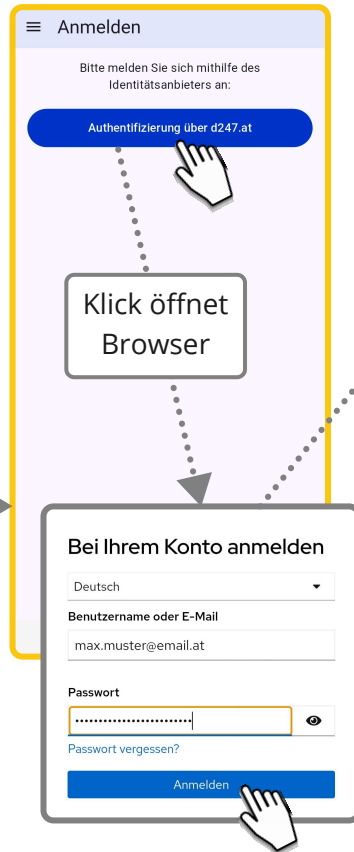 Anmelden
Bitte melden Sie sich mithilfe des
Identitätsanbieters an:
Authentifizierung über d247.at
Klick öffnet
Browser
Bei Ihrem Konto anmelden
Deutsch
Benutzername oder E-Mail
max.muster@email.at
Passwort
Passwort vergessen?
Anmelden